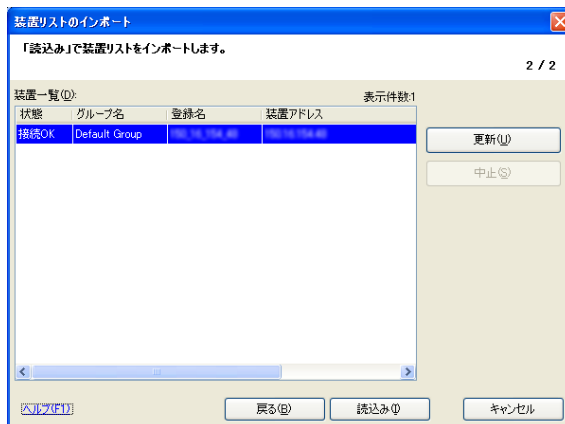 装置リストのインポート
「読込み」で装置リストをインポートします。
2 / 2
装置一覧(D): 表示件数:1
状態 グループ名 登録名 装置アドレス
接続OK Default Group
更新(U)
中止(S)
ヘルプ(F1) 戻る(B) 読込み(I) キャンセル